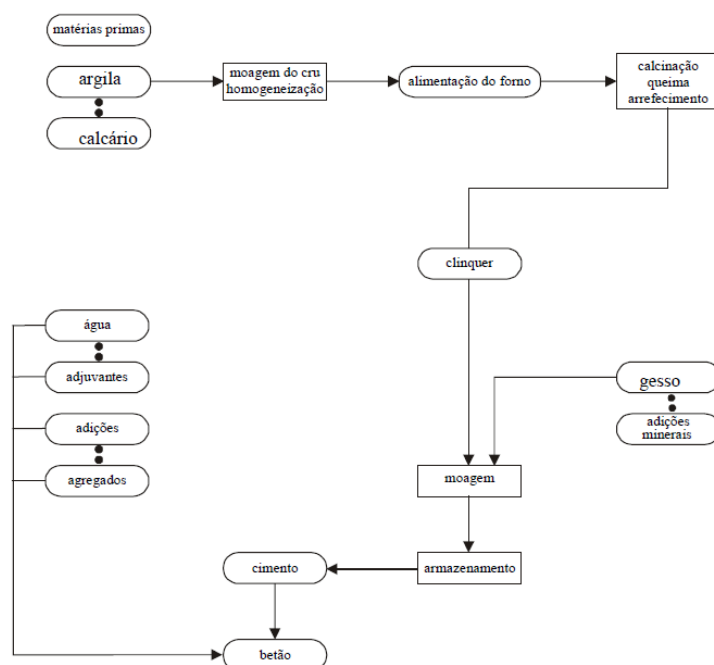 matérias primas
argila
calcário
moagem do cru
homogeneização
alimentação do forno
calcinação
queima
arrefecimento
clinquer
água
adjuvantes
adições
agregados
gesso
adições
minerais
moagem
armazenamento
cimento
betão